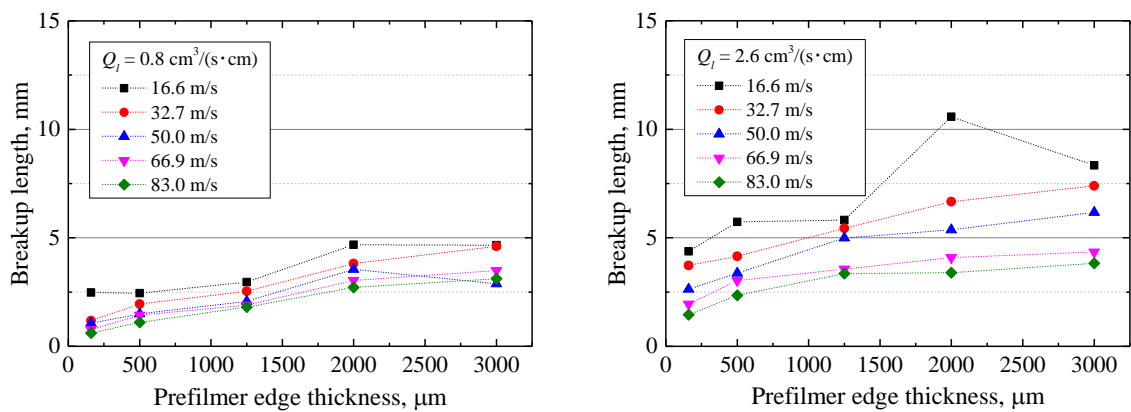 15
10
5
0
Breakup length, mm
Q_l = 0.8 cm³/(s·cm)
16.6 m/s
32.7 m/s
50.0 m/s
66.9 m/s
83.0 m/s
0 500 1000 1500 2000 2500 3000
Prefilmer edge thickness, μm
15
10
5
0
Breakup length, mm
Q_l = 2.6 cm³/(s·cm)
16.6 m/s
32.7 m/s
50.0 m/s
66.9 m/s
83.0 m/s
0 500 1000 1500 2000 2500 3000
Prefilmer edge thickness, μm